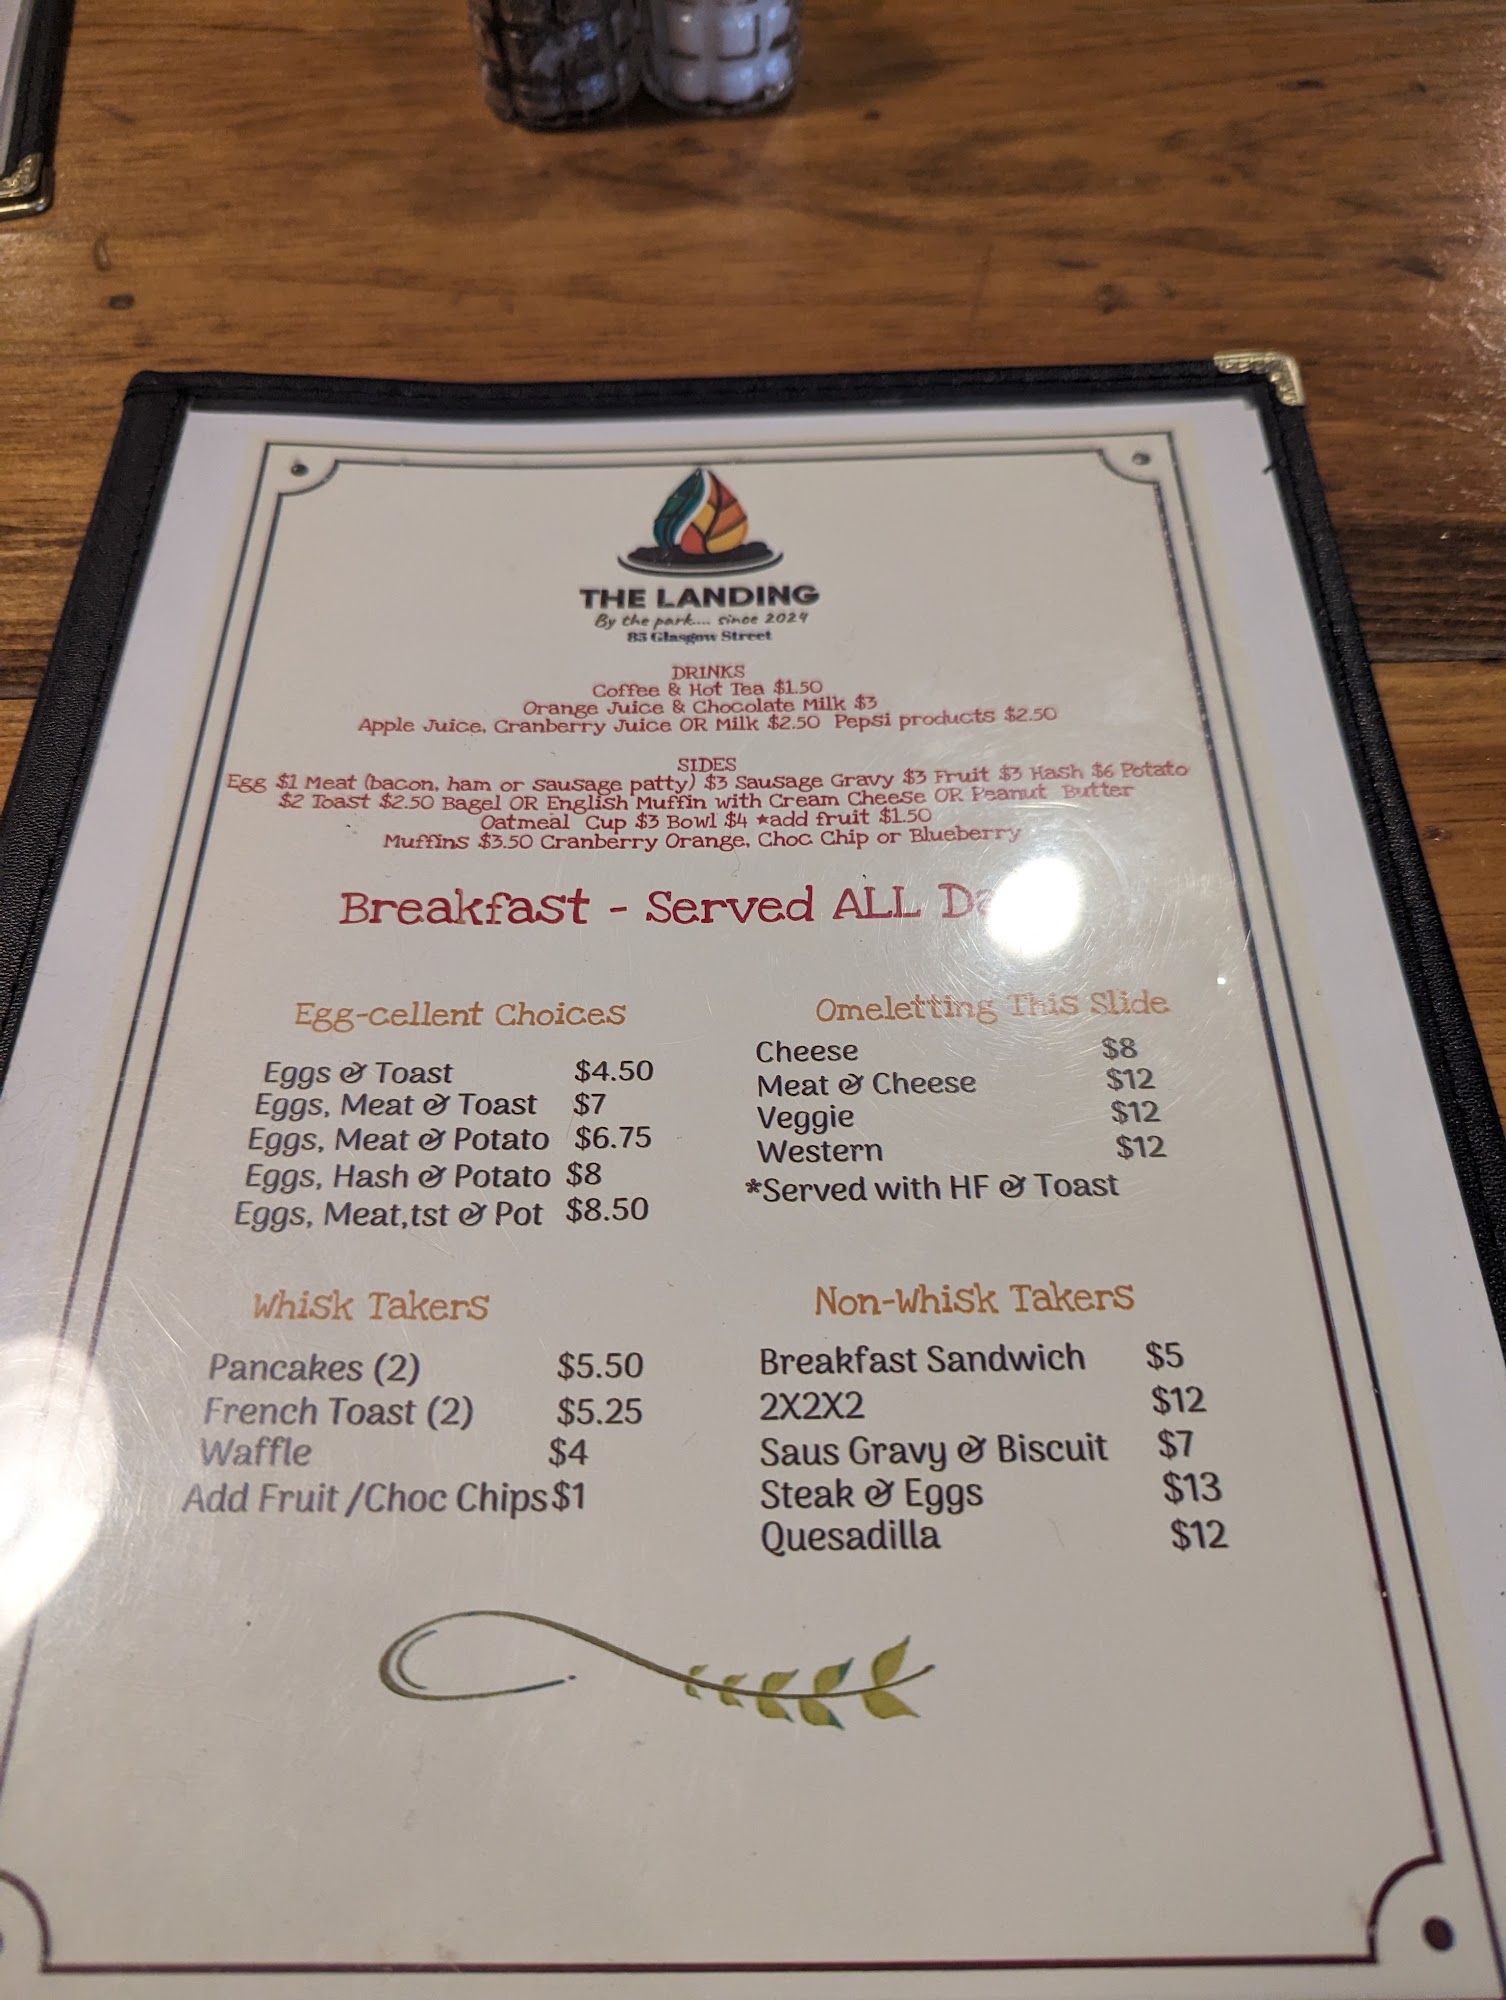 THE LANDING
By the park.... since 2024
83 Glasgow Street
DRINKS
Coffee & Hot Tea $1.50
Orange Juice & Chocolate Milk $3
Apple Juice, Cranberry Juice OR Milk $2.50 Pepsi products $2.50
SIDES
Egg $1 Meat (bacon, ham or sausage patty) $3 Sausage Gravy $3 Fruit $3 Hash $6 Potato
$2 Toast $2.50 Bagel OR English Muffin with Cream Cheese OR Peanut Butter
Oatmeal Cup $3 Bowl $4 *add fruit $1.50
Muffins $3.50 Cranberry Orange, Choc Chip or Blueberry
Breakfast - Served ALL
Egg-cellent Choices
Eggs & Toast $4.50
Eggs, Meat & Toast $7
Eggs, Meat & Potato $6.75
Eggs, Hash & Potato $8
Eggs, Meat,tst & Pot $8.50
Omeletting This Slide
Cheese $8
Meat & Cheese $12
Veggie $12
Western $12
*Served with HF & Toast
Whisk Takers
Pancakes (2) $5.50
French Toast (2) $5.25
Waffle $4
Add Fruit /Choc Chips $1
Non-Whisk Takers
Breakfast Sandwich $5
2X2X2 $12
Saus Gravy & Biscuit $7
Steak & Eggs $13
Quesadilla $12